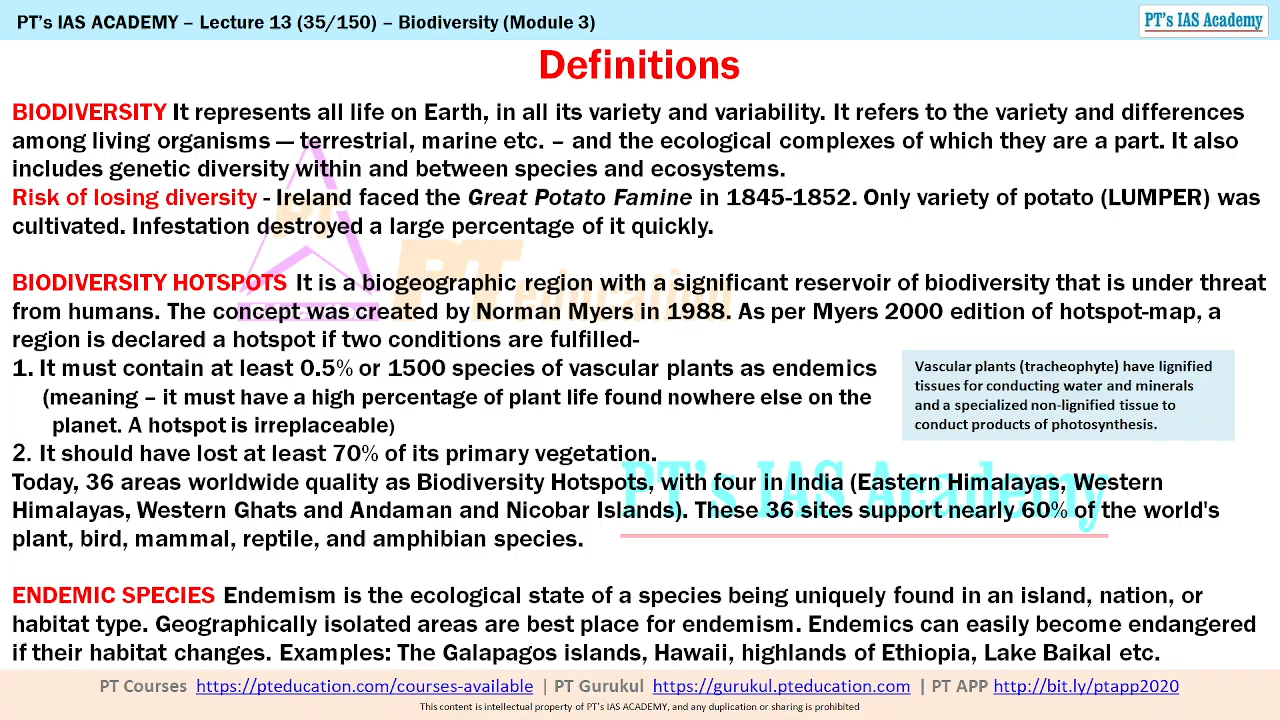 PT's IAS ACADEMY – Lecture 13 (35/150) – Biodiversity (Module 3)
PT's IAS Academy
Definitions
BIODIVERSITY It represents all life on Earth, in all its variety and variability. It refers to the variety and differences
among living organisms — terrestrial, marine etc. – and the ecological complexes of which they are a part. It also
includes genetic diversity within and between species and ecosystems.
Risk of losing diversity - Ireland faced the Great Potato Famine in 1845-1852. Only variety of potato (LUMPER) was
cultivated. Infestation destroyed a large percentage of it quickly.
BIODIVERSITY HOTSPOTS It is a biogeographic region with a significant reservoir of biodiversity that is under threat
from humans. The concept was created by Norman Myers in 1988. As per Myers 2000 edition of hotspot-map, a
region is declared a hotspot if two conditions are fulfilled-
1. It must contain at least 0.5% or 1500 species of vascular plants as endemics
(meaning – it must have a high percentage of plant life found nowhere else on the
planet. A hotspot is irreplaceable)
2. It should have lost at least 70% of its primary vegetation.
Today, 36 areas worldwide quality as Biodiversity Hotspots, with four in India (Eastern Himalayas, Western
Himalayas, Western Ghats and Andaman and Nicobar Islands). These 36 sites support nearly 60% of the world's
plant, bird, mammal, reptile, and amphibian species.
Vascular plants (tracheophyte) have lignified
tissues for conducting water and minerals
and a specialized non-lignified tissue to
conduct products of photosynthesis.
PT education
PT's IAS Academy
ENDEMIC SPECIES Endemism is the ecological state of a species being uniquely found in an island, nation, or
habitat type. Geographically isolated areas are best place for endemism. Endemics can easily become endangered
if their habitat changes. Examples: The Galapagos islands, Hawaii, highlands of Ethiopia, Lake Baikal etc.
PT Courses https://pteducation.com/courses-available | PT Gurukul https://gurukul.pteducation.com | PT APP http://bit.ly/ptapp2020
This content is intellectual property of PT's IAS ACADEMY, and any duplication or sharing is prohibited